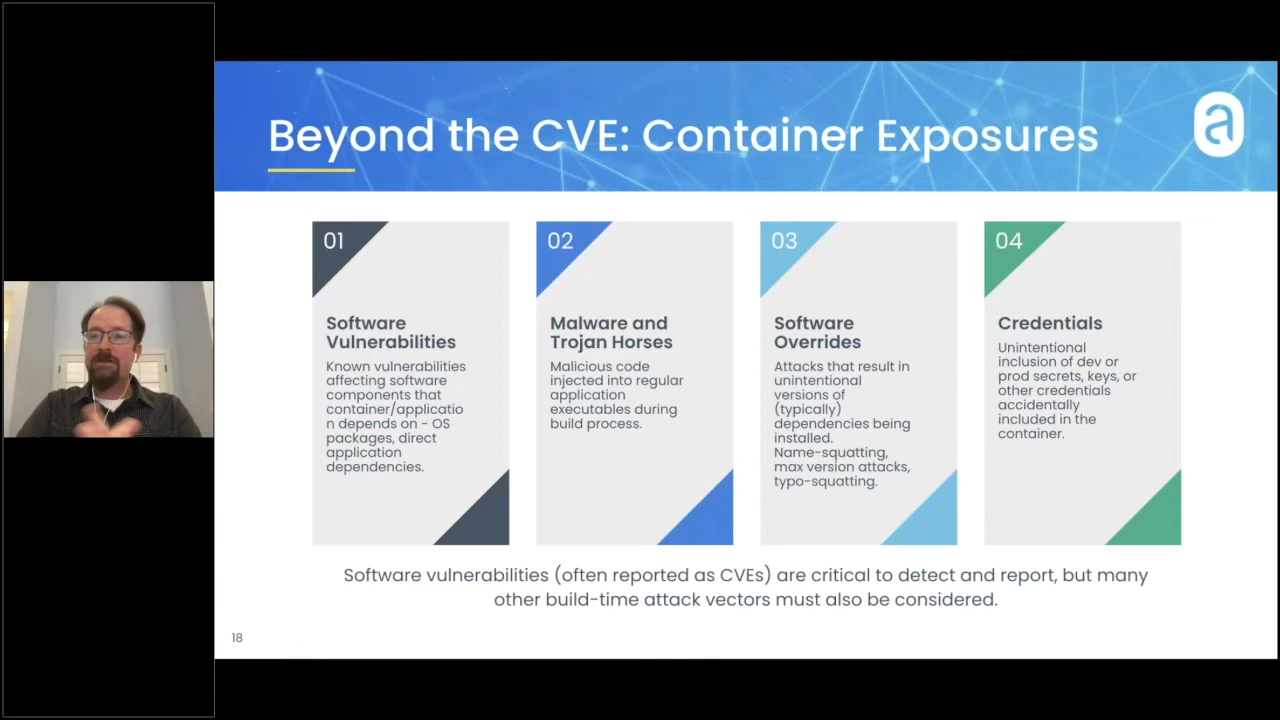 Beyond the CVE: Container Exposures
a
01
Software
Vulnerabilities
Known vulnerabilities
affecting software
components that
container/applicatio
n depends on - OS
packages, direct
application
dependencies.
02
Malware and
Trojan Horses
Malicious code
injected into regular
application
executables during
build process.
03
Software
Overrides
Attacks that result in
unintentional
versions of
(typically)
dependencies being
installed.
Name-squatting,
max version attacks,
typo-squatting.
04
Credentials
Unintentional
inclusion of dev or
prod secrets, keys, or
other credentials
accidentally
included in the
container.
Software vulnerabilities (often reported as CVEs) are critical to detect and report, but many
other build-time attack vectors must also be considered.
18